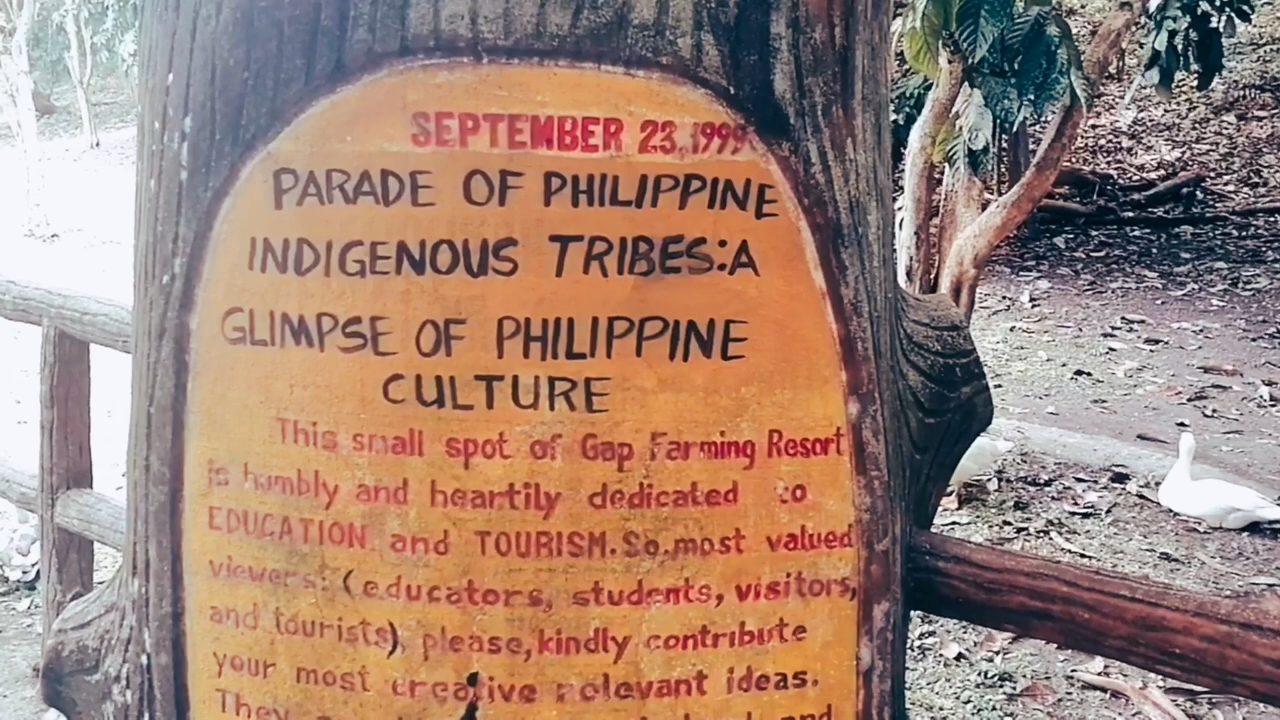 SEPTEMBER 23, 1999
PARADE OF PHILIPPINE
INDIGENOUS TRIBES:A
GLIMPSE OF PHILIPPINE
CULTURE
This small spot of Gap Farming Resort
is humbly and heartily dedicated to
EDUCATION and TOURISM. So, most valued
viewers: (educators, students, visitors,
and tourists), please, kindly contribute
your most creative relevant ideas.
They and